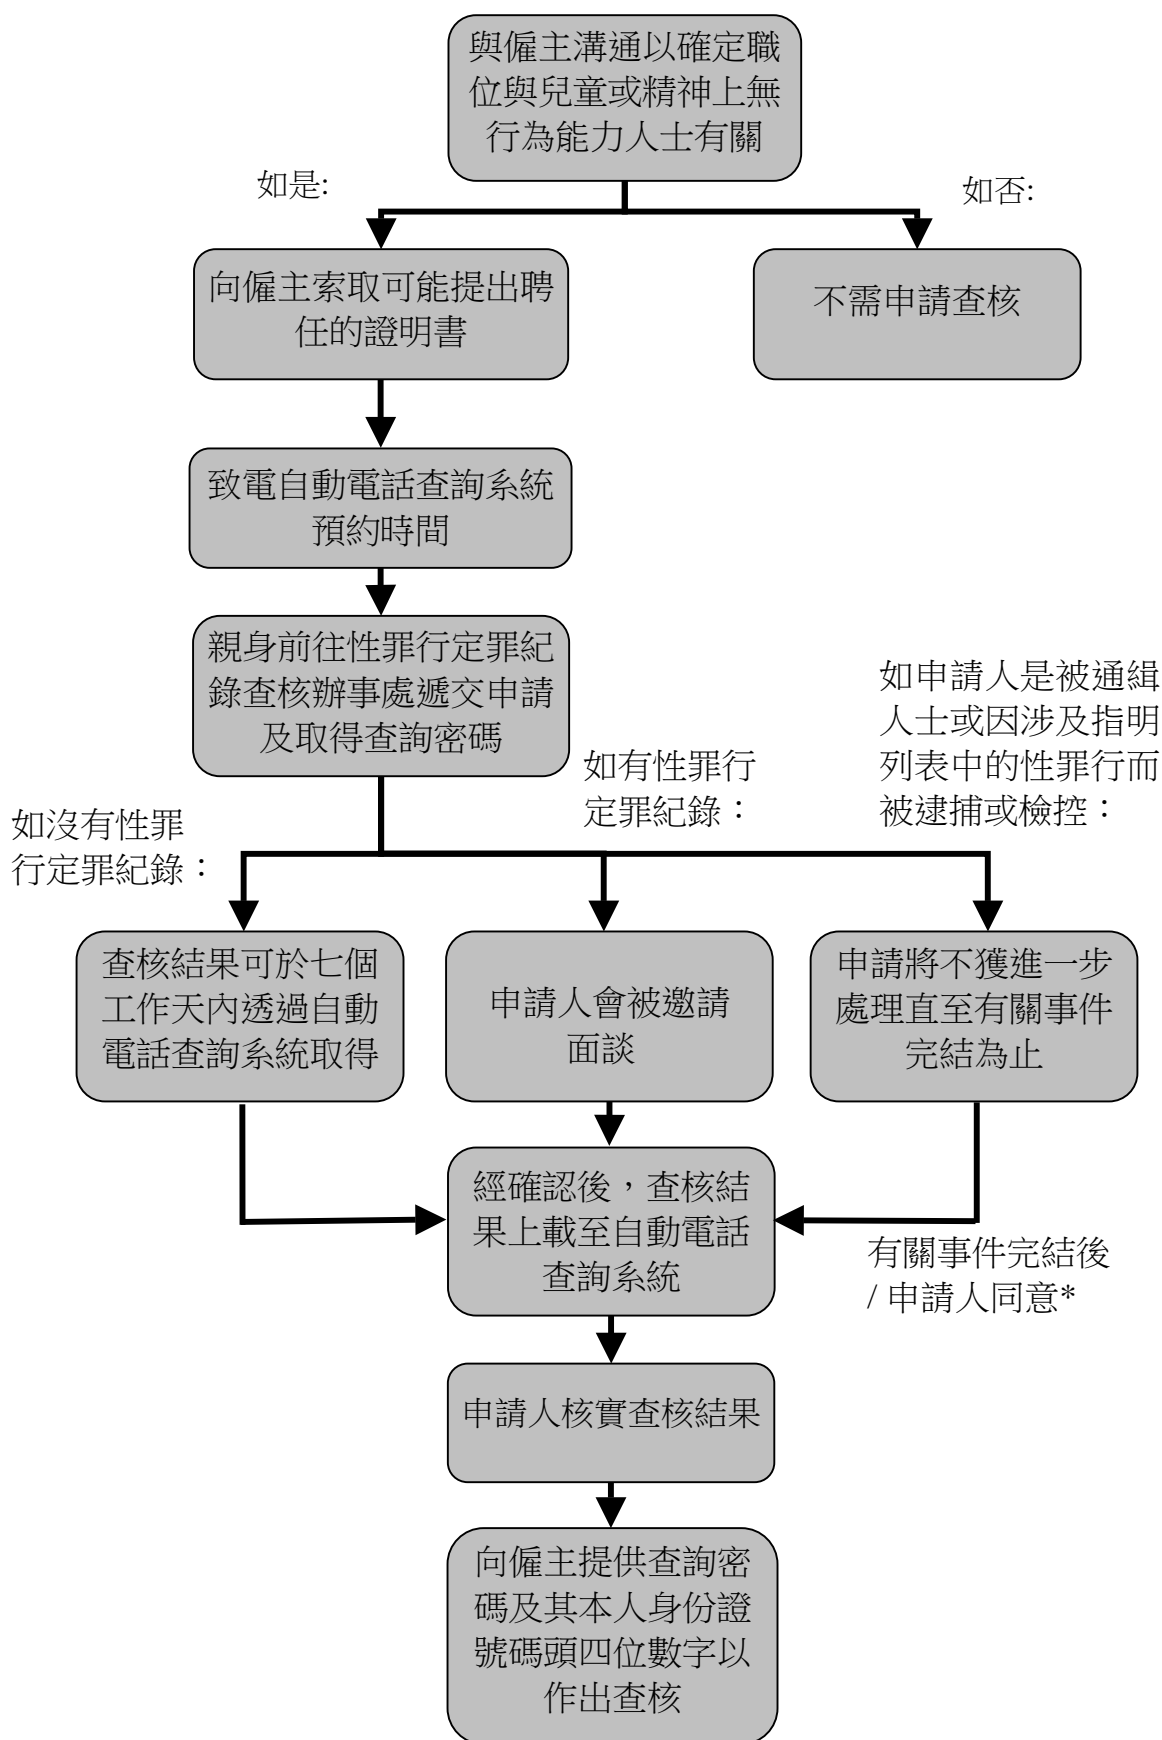 與僱主溝通以確定職
位與兒童或精神上無
行為能力人士有關
如是:
如否:
向僱主索取可能提出聘
任的證明書
不需申請查核
致電自動電話查詢系統
預約時間
親身前往性罪行定罪紀
錄查核辦事處遞交申請
及取得查詢密碼
如沒有性罪
行定罪紀錄：
如有性罪行
定罪紀錄：
如申請人是被通緝
人士或因涉及指明
列表中的性罪行而
被逮捕或檢控：
查核結果可於七個
工作天內透過自動
電話查詢系統取得
申請人會被邀請
面談
申請將不獲進一步
處理直至有關事件
完結為止
經確認後，查核結
果上載至自動電話
查詢系統
有關事件完結後
/ 申請人同意*
申請人核實查核結果
向僱主提供查詢密
碼及其本人身份證
號碼頭四位數字以
作出查核